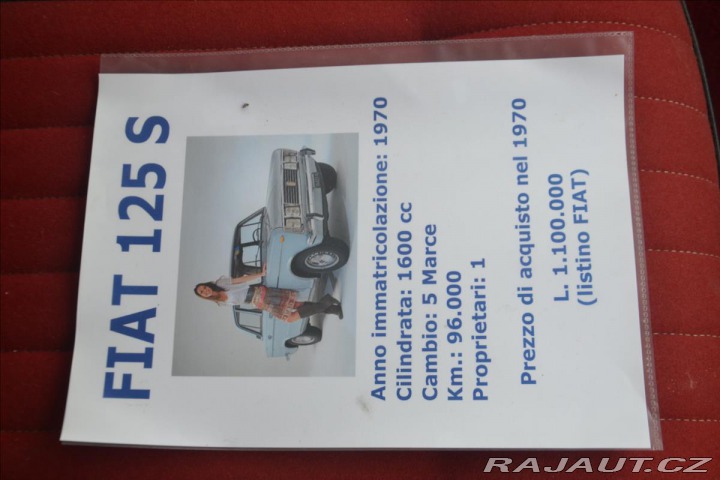 FIAT 125 S
Anno immatricolazione: 1970
Cilindrata: 1600 cc
Cambio: 5 Marce
Km.: 96.000
Proprietari: 1
Prezzo di acquisto nel 1970
L. 1.100.000
(listino FIAT)
RAJAUT.CZ